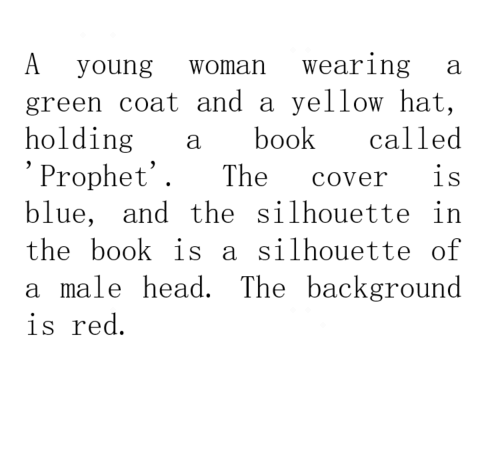 A young woman wearing a
green coat and a yellow hat,
holding a book called
'Prophet'. The cover is
blue, and the silhouette in
the book is a silhouette of
a male head. The background
is red.